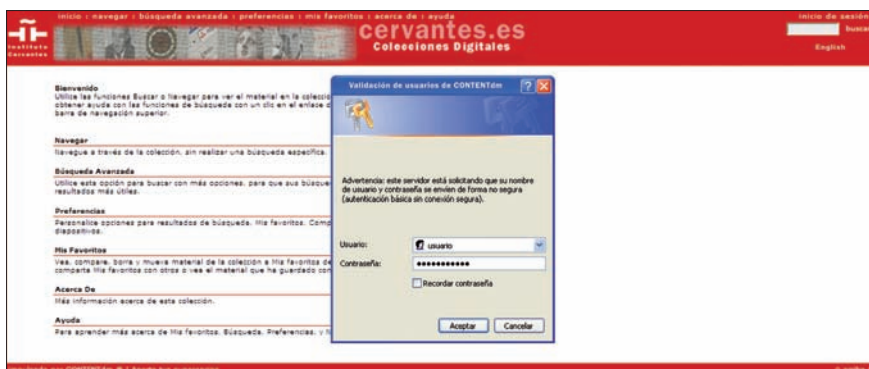 inicio | navegar | búsqueda avanzada | preferencias | mis favoritos | acerca de | ayuda
inicio de sesión
cervantes.es
Colecciones Digitales
Instituto
Cervantes
buscar
English
Bienvenido
Utilice las funciones Buscar o Navegar para ver el material en la colección
obtener ayuda con las funciones de búsqueda con un clic en el enlace d
barra de navegación superior.
Navegar
Navegue a través de la colección, sin realizar una búsqueda específica.
Búsqueda Avanzada
Utilice esta opción para buscar con más opciones, para que sus búsque
resultados más útiles.
Preferencias
Personalice opciones para resultados de búsqueda, Mis favoritos, Comp
diapositivos.
Mis Favoritos
Vea, compare, borre y mueva material de la colección a Mis favoritos de
comparta Mis favoritos con otros o vea el material que ha guardado con
Acerca De
Más información acerca de esta colección.
Ayuda
Para aprender más acerca de Mis favoritos, Búsqueda, Preferencias, y N
Validación de usuarios de CONTENTdm
Advertencia: este servidor está solicitando que su nombre
de usuario y contraseña se envíen de forma no segura
(autenticación básica sin conexión segura).
Usuario:
usuario
Contraseña:
Recordar contraseña
Aceptar
Cancelar